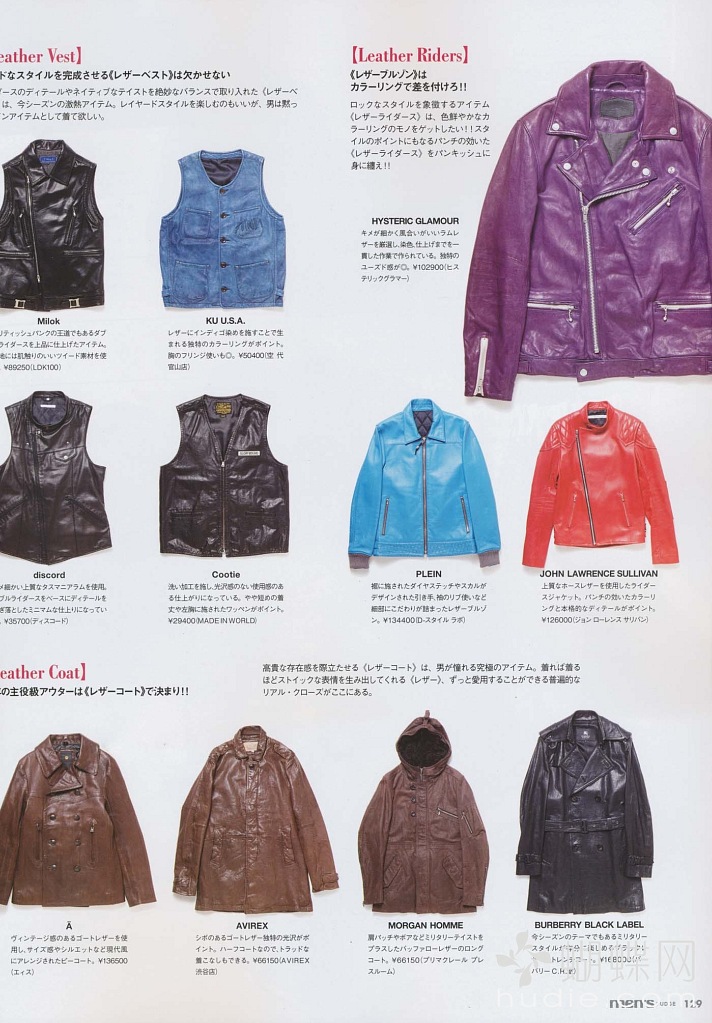 eather Vest】
ドなスタイルを完成させる《レザーベスト》は欠かせない
ースのディテールやネイティブなテイストを絶妙なバランスで取り入れた《レザーベ
は、今シーズンの激熱アイテム。レイヤードスタイルを楽しむのもいいが、男は黙っ
ンアイテムとして着て欲しい。
【Leather Riders】
《レザーブルゾン》は
カラーリングで差を付けろ!!
ロックなスタイルを象徴するアイテム
《レザーライダース》は、色鮮やかなカ
ラーリングのモノをゲットしたい!!スタ
イルのポイントにもなるパンチの効いた
《レザーライダース》をバンキッシュに
身に纏え!!
HYSTERIC GLAMOUR
キメが細かく風合いがいいラムレ
ザーを厳選し、染色、仕上げまでを一
貫した作業で作られている。独特の
ユーズド感が◎。¥102900(ヒス
テリックグラマー)
Milok
リティッシュパンクの王道でもあるダブ
ライダースを上品に仕上げたアイテム。
地には肌触りのいいツイード素材を使
¥89250(LDK100)
KU U.S.A.
レザーにインディゴ染めを施すことで生
まれる独特のカラーリングがポイント。
胸のフリンジ使いも◎。¥50400(堂 代
官山店)
discord
メ細かい上質なタスマニアラムを使用。
ブルライダースをベースにディテールを
ぎ落としたミニマムな仕上りになってい
¥35700(ディスコード)
Cootie
洗い加工を施し、光沢感のない使用感のあ
る仕上がりになっている。やや短めの着
丈や左胸に施されたワッペンがポイント。
¥29400(MADE IN WORLD)
PLEIN
裾に施されたダイヤステッチやスカルが
デザインされた引き手、袖のリブ使いなど
細部にこだわりが詰まったレザーブルゾ
ン。¥134400(D-スタイル ラボ)
JOHN LAWRENCE SULLIVAN
上質なホースレザーを使用したライダー
スジャケット。パンチの効いたカラーリ
ングと本格的なディテールがポイント。
¥126000(ジョン ローレンス サリバン)
eather Coat】
の主役級アウターは《レザーコート》で決まり!!
高貴な存在感を際立たせる《レザーコート》は、男が憧れる究極のアイテム。着れば着る
ほどストイックな表情を生み出してくれる《レザー》、ずっと愛用することができる普遍的な
リアル・クローズがここにある。
Ä
ヴィンテージ感のあるゴートレザーを使
用し、サイズ感やシルエットなど現代風
にアレンジされたピーコート。¥136500
(エィス)
AVIREX
シボのあるゴートレザー独特の光沢がポ
イント。ハーフコートなので、トラッドな
着こなしもできる。¥66150(AVIREX
渋谷店)
MORGAN HOMME
肩パッチやボアなどミリタリーテイストを
プラスしたバッファローレザーのロング
コート。¥66150(プリマクレール プレ
スルーム)
BURBERRY BLACK LABEL
今シーズンのテーマでもあるミリタリー
スタイルが
トレンチコート。¥168000(バ
バリー C.R.室)
蝴蝶网
hudie.com
men's
129